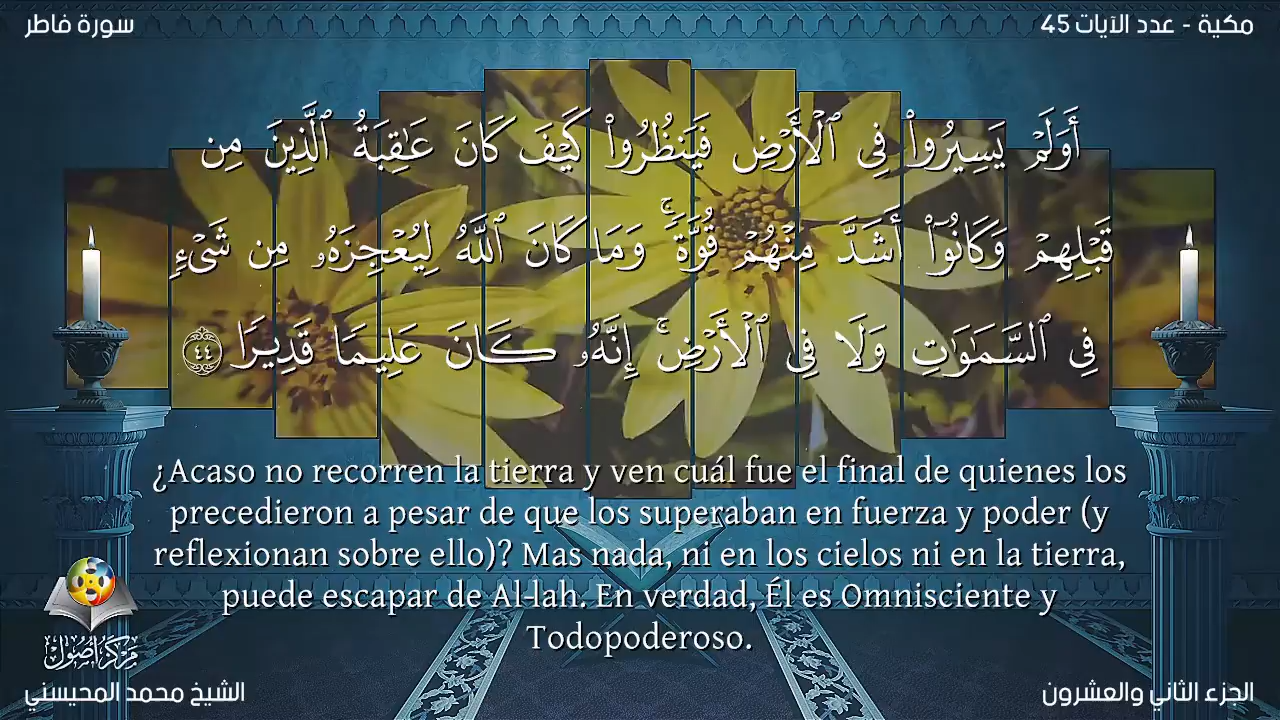 سورة فاطر
مكية - عدد الآيات 45
أَوَلَمْ يَسِيرُوا۟ فِى ٱلْأَرْضِ فَيَنظُرُوا۟ كَيْفَ كَانَ عَـٰقِبَةُ ٱلَّذِينَ مِن
قَبْلِهِمْ وَكَانُوٓا۟ أَشَدَّ مِنْهُمْ قُوَّةً ۚ وَمَا كَانَ ٱللَّهُ لِيُعْجِزَهُۥ مِن شَىْءٍ
فِى ٱلسَّمَـٰوَٰتِ وَلَا فِى ٱلْأَرْضِ ۚ إِنَّهُۥ كَانَ عَلِيمًا قَدِيرًا ٤٤
¿Acaso no recorren la tierra y ven cuál fue el final de quienes los
precedieron a pesar de que los superaban en fuerza y poder (y
reflexionan sobre ello)? Mas nada, ni en los cielos ni en la tierra,
puede escapar de Al-lah. En verdad, Él es Omnisciente y
Todopoderoso.
مركز أصول
الشيخ محمد المحيسني
الجزء الثاني والعشرون